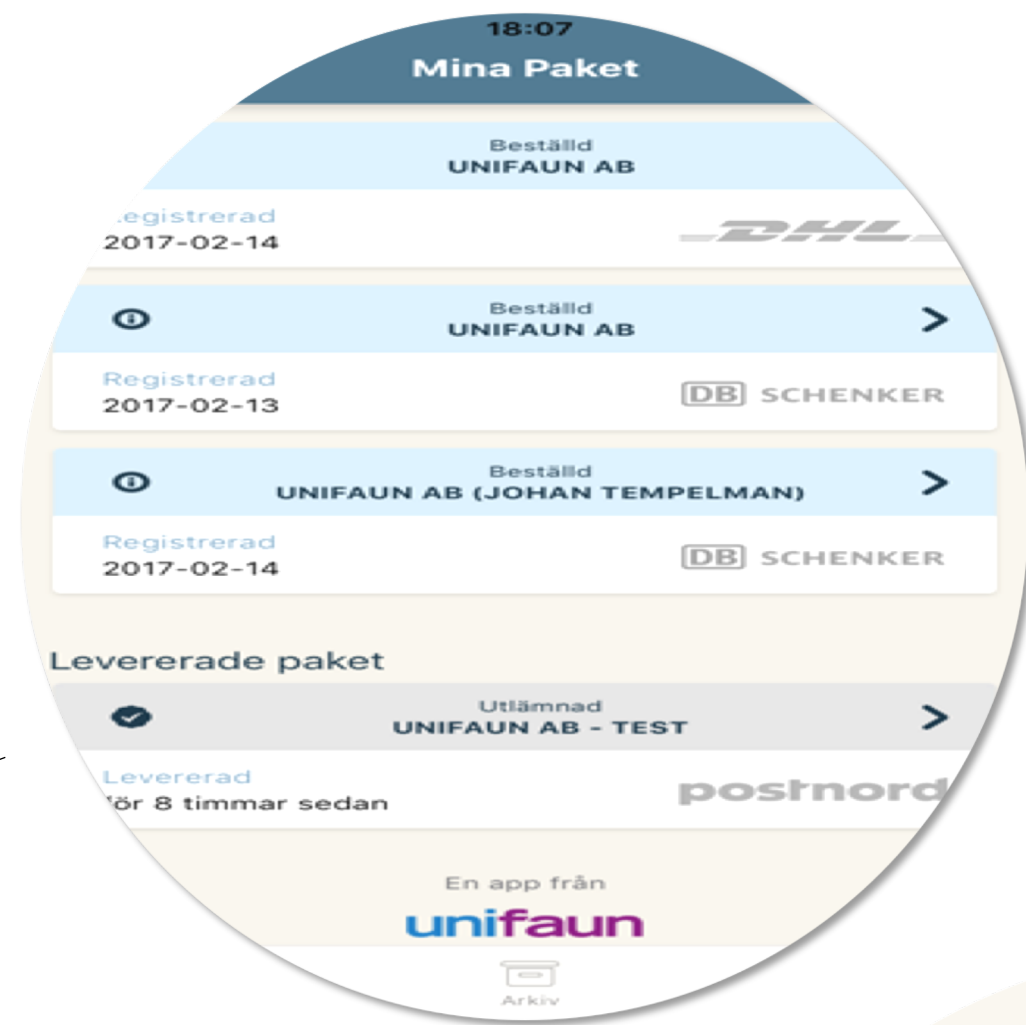 18:07
Mina Paket
Beställd
UNIFAUN AB
egistrerad
2017-02-14
DHL
Beställd
UNIFAUN AB
Registrerad
2017-02-13
DB SCHENKER
Beställd
UNIFAUN AB (JOHAN TEMPELMAN)
Registrerad
2017-02-14
DB SCHENKER
Levererade paket
Utlämnad
UNIFAUN AB - TEST
Levererad
för 8 timmar sedan
postnord
En app från
unifaun
Arkiv